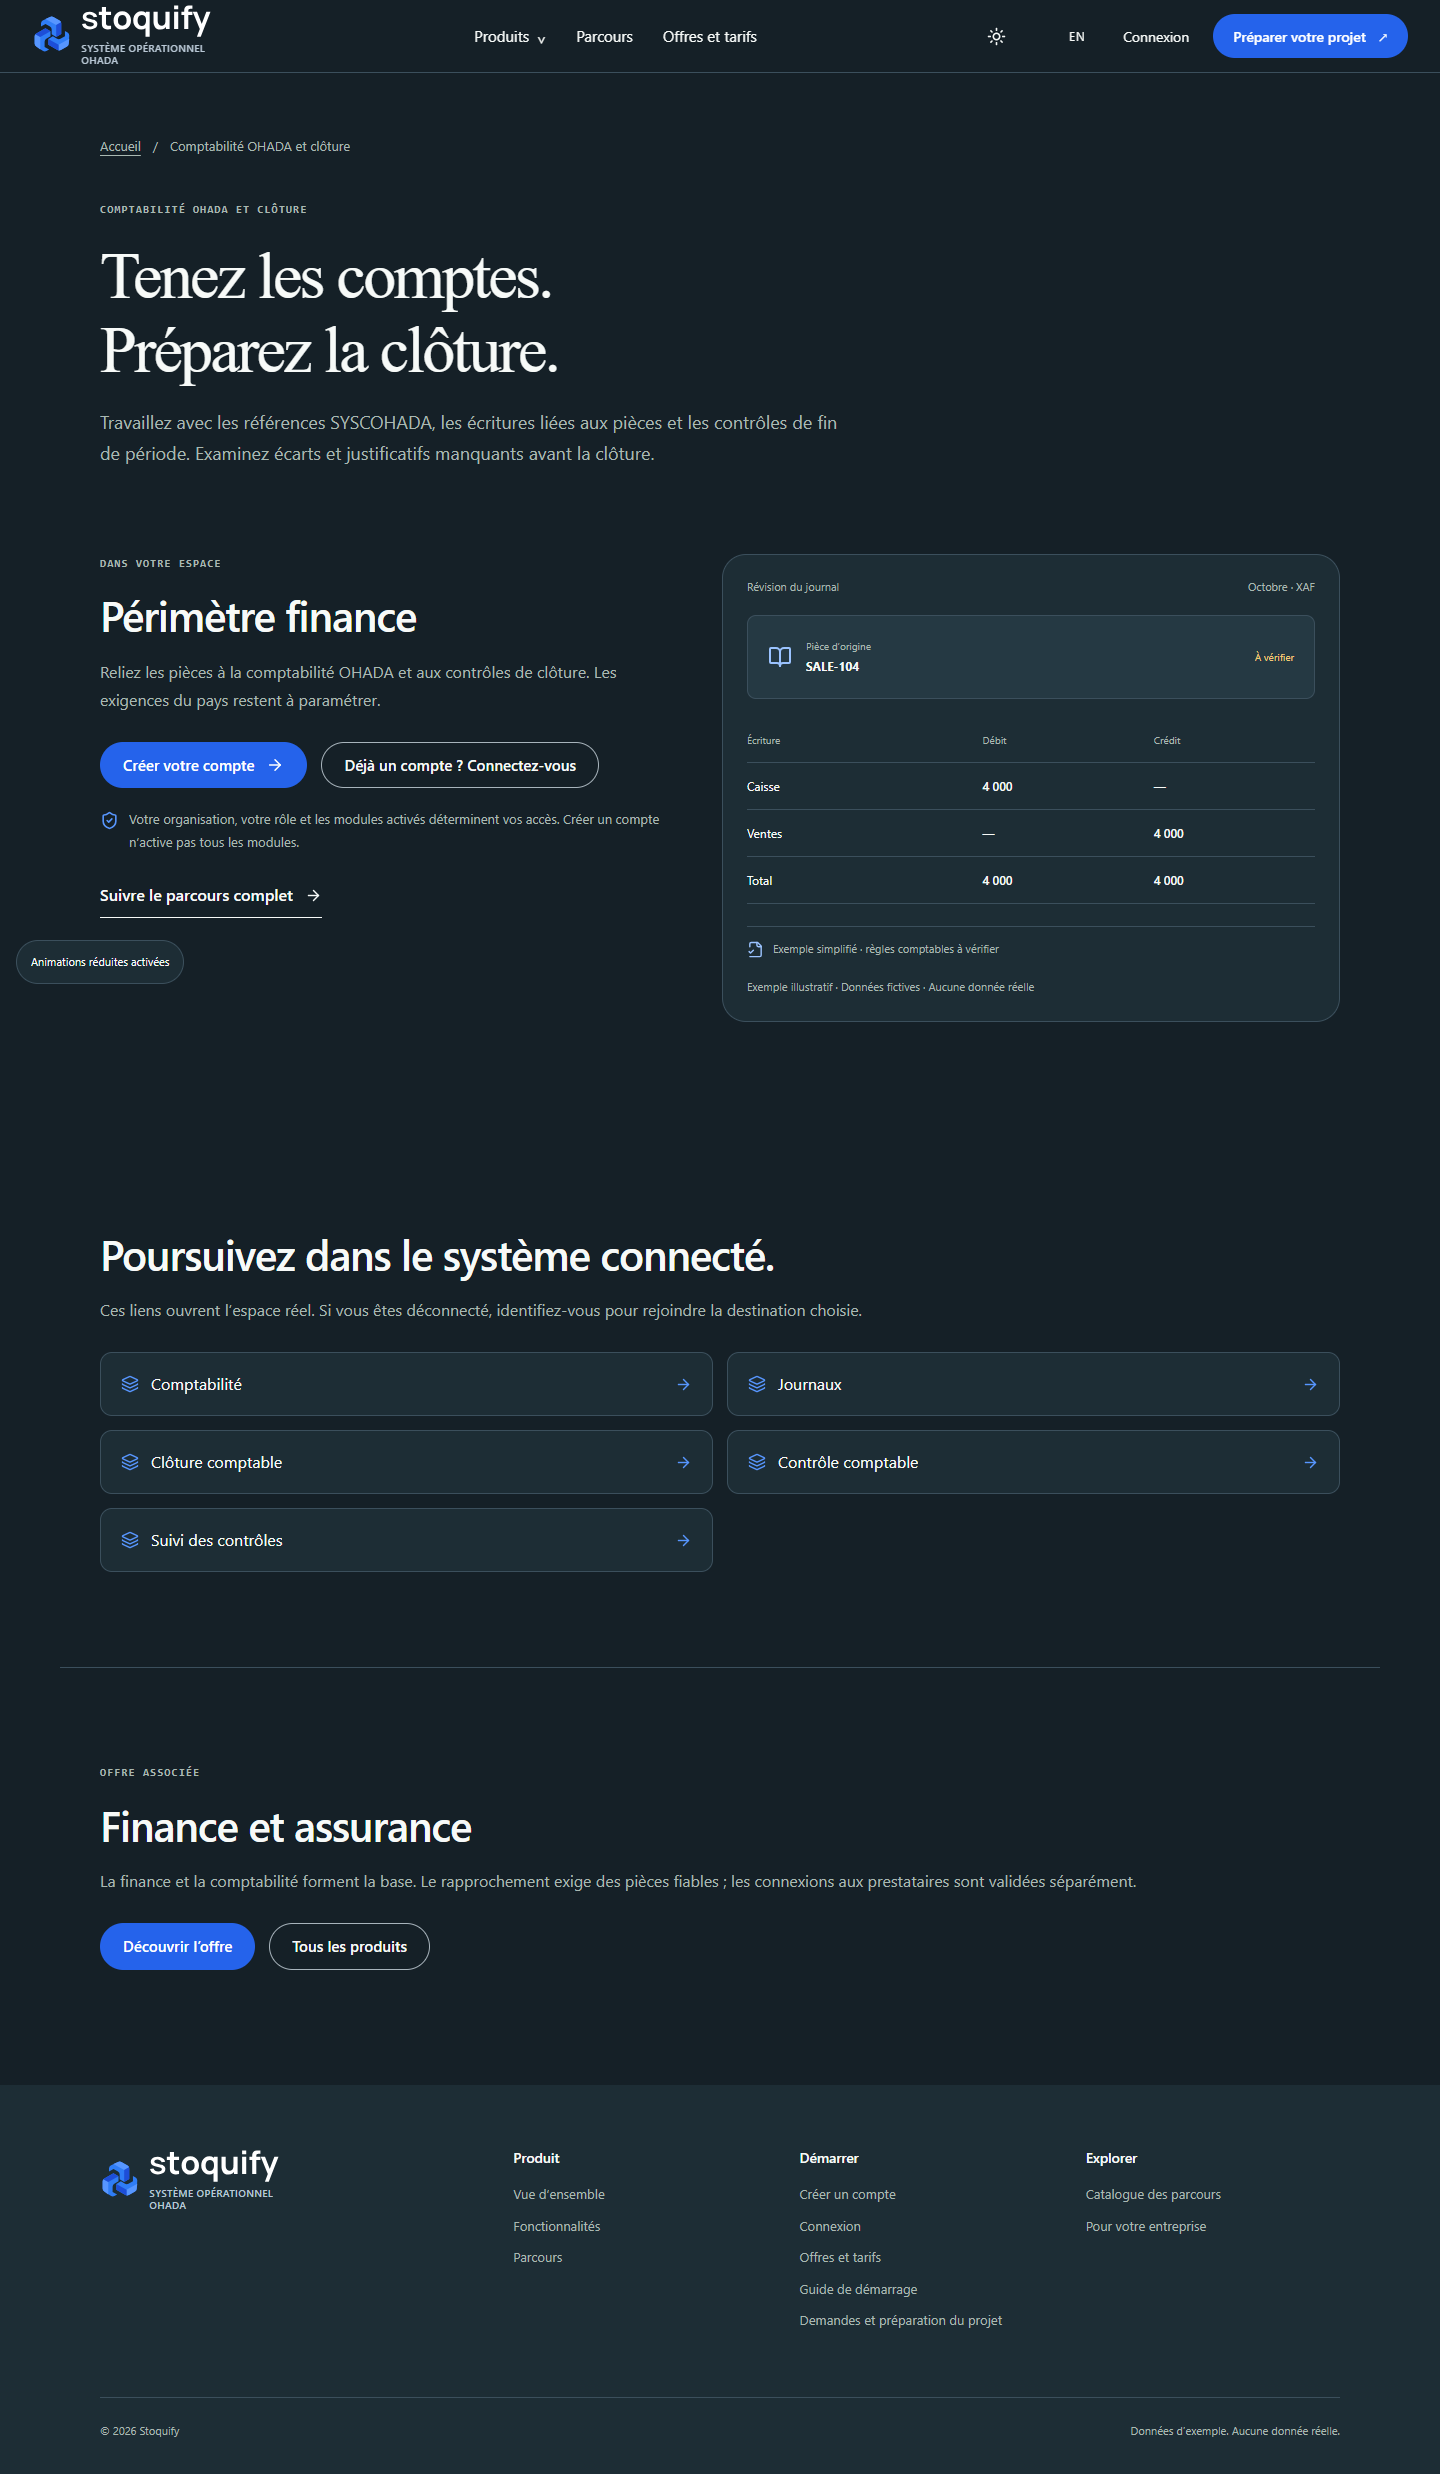 stoquify
SYSTÈME OPÉRATIONNEL
OHADA
Produits
Parcours
Offres et tarifs
EN
Connexion
Préparer votre projet ↗
Accueil / Comptabilité OHADA et clôture
COMPTABILITÉ OHADA ET CLÔTURE
Tenez les comptes.
Préparez la clôture.
Travaillez avec les références SYSCOHADA, les écritures liées aux pièces et les contrôles de fin
de période. Examinez écarts et justificatifs manquants avant la clôture.
DANS VOTRE ESPACE
Périmètre finance
Reliez les pièces à la comptabilité OHADA et aux contrôles de clôture. Les
exigences du pays restent à paramétrer.
Créer votre compte →
Déjà un compte ? Connectez-vous
Votre organisation, votre rôle et les modules activés déterminent vos accès. Créer un compte
n’active pas tous les modules.
Suivre le parcours complet →
Animations réduites activées
Révision du journal
Octobre · XAF
Pièce d’origine
SALE-104
À vérifier
Écriture Débit Crédit
Caisse 4 000 —
Ventes — 4 000
Total 4 000 4 000
Exemple simplifié · règles comptables à vérifier
Exemple illustratif · Données fictives · Aucune donnée réelle
Poursuivez dans le système connecté.
Ces liens ouvrent l’espace réel. Si vous êtes déconnecté, identifiez-vous pour rejoindre la destination choisie.
Comptabilité →
Journaux →
Clôture comptable →
Contrôle comptable →
Suivi des contrôles →
OFFRE ASSOCIÉE
Finance et assurance
La finance et la comptabilité forment la base. Le rapprochement exige des pièces fiables ; les connexions aux prestataires sont validées séparément.
Découvrir l’offre
Tous les produits
stoquify
SYSTÈME OPÉRATIONNEL
OHADA
Produit
Vue d’ensemble
Fonctionnalités
Parcours
Démarrer
Créer un compte
Connexion
Offres et tarifs
Guide de démarrage
Demandes et préparation du projet
Explorer
Catalogue des parcours
Pour votre entreprise
© 2026 Stoquify
Données d’exemple. Aucune donnée réelle.